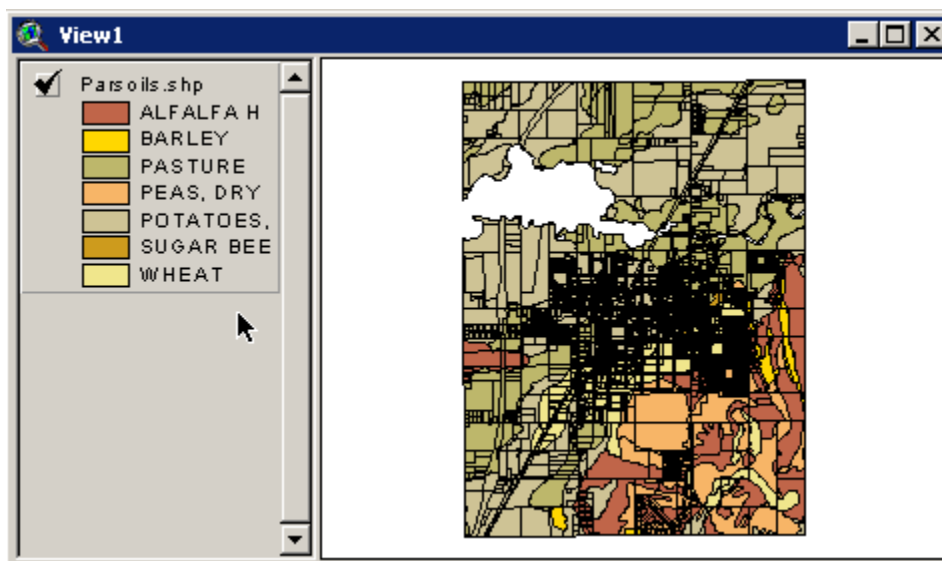 View1
Parsoils.shp
ALFALFA H
BARLEY
PASTURE
PEAS, DRY
POTATOES,
SUGAR BEE
WHEAT